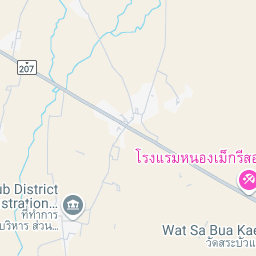 207
โรงแรมหนองเม็กรีสอ
ub District
stration...
ที่ทำการ
บริหาร ส่วน...
Wat Sa Bua Kae
วัดสระบัวแ